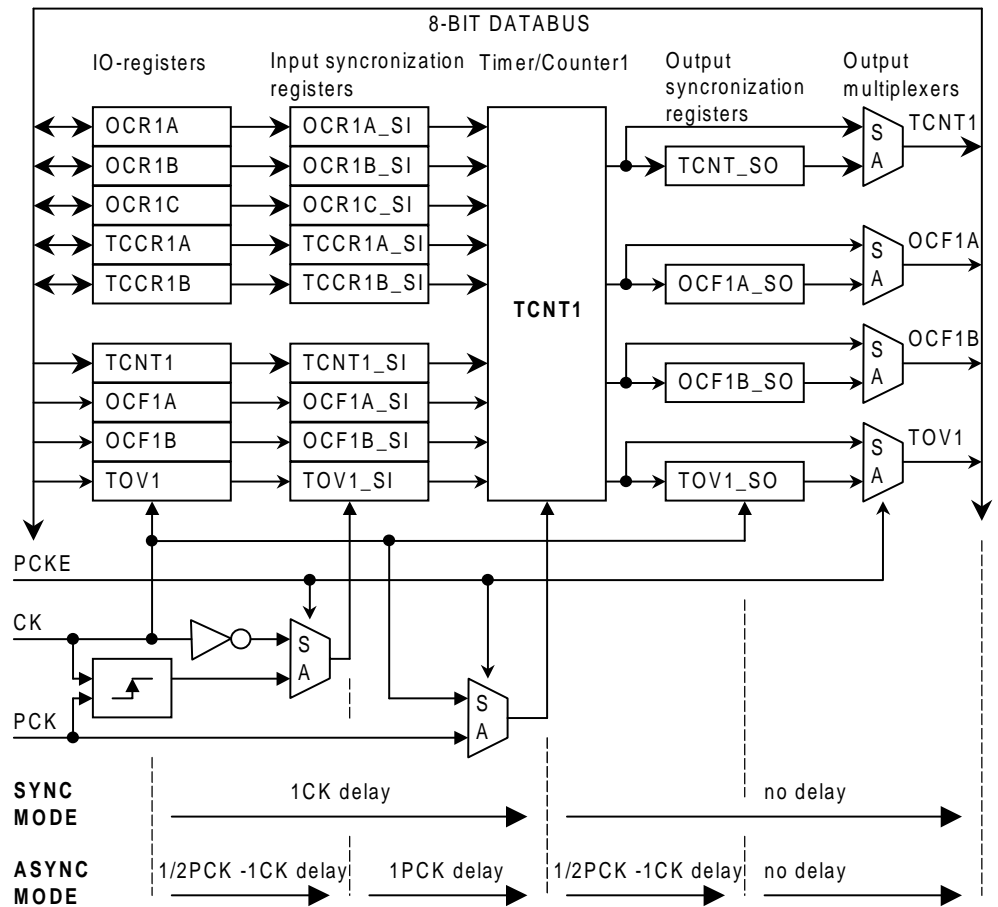 8-BIT DATABUS
IO-registers
Input syncronization
registers
Timer/Counter1
Output
syncronization
registers
Output
multiplexers
OCR1A
OCR1B
OCR1C
TCCR1A
TCCR1B
TCNT1
OCF1A
OCF1B
TOV1
OCR1A_SI
OCR1B_SI
OCR1C_SI
TCCR1A_SI
TCCR1B_SI
TCNT1_SI
OCF1A_SI
OCF1B_SI
TOV1_SI
TCNT1
TCNT_SO
OCF1A_SO
OCF1B_SO
TOV1_SO
S
A
TCNT1
S
A
OCF1A
S
A
OCF1B
S
A
TOV1
PCKE
CK
PCK
S
A
S
A
SYNC
MODE
1CK delay
no delay
ASYNC
MODE
1/2PCK -1CK delay
1PCK delay
1/2PCK -1CK delay
no delay